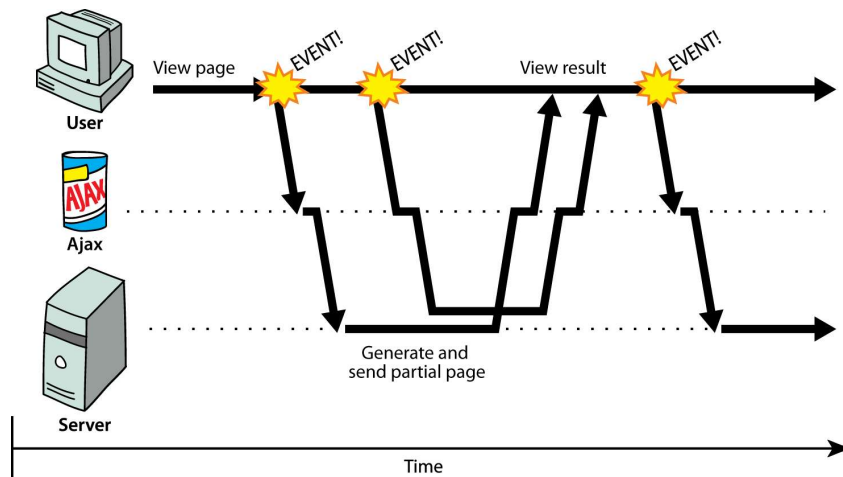 View page
EVENT!
EVENT!
View result
EVENT!
User
AJAX
Ajax
Generate and
send partial page
Server
Time